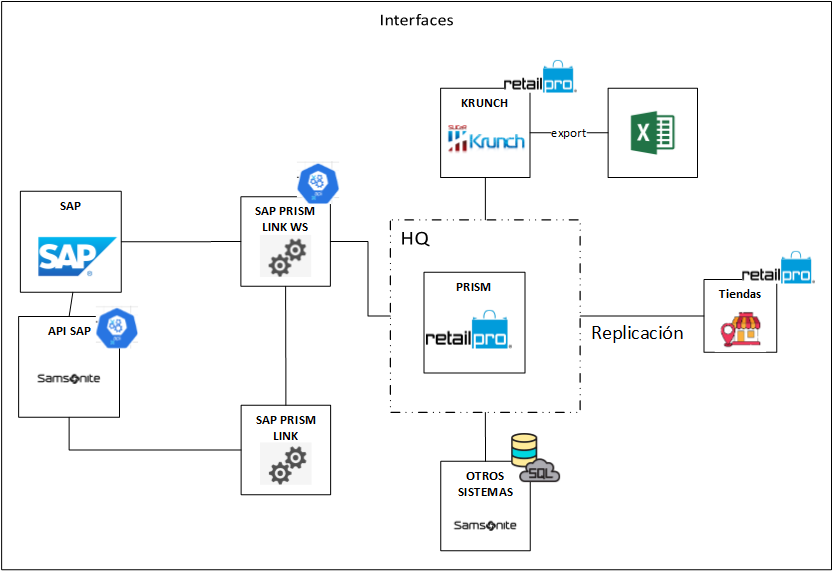 Interfaces
retailpro
KRUNCH
SUGAR
Krunch
export
X
SAP
SAP
SAP PRISM
LINK WS
HQ
PRISM
retailpro
retailpro
Tiendas
Replicación
API SAP
Samsonite
SAP PRISM
LINK
OTROS
SISTEMAS
SQL
Samsonite